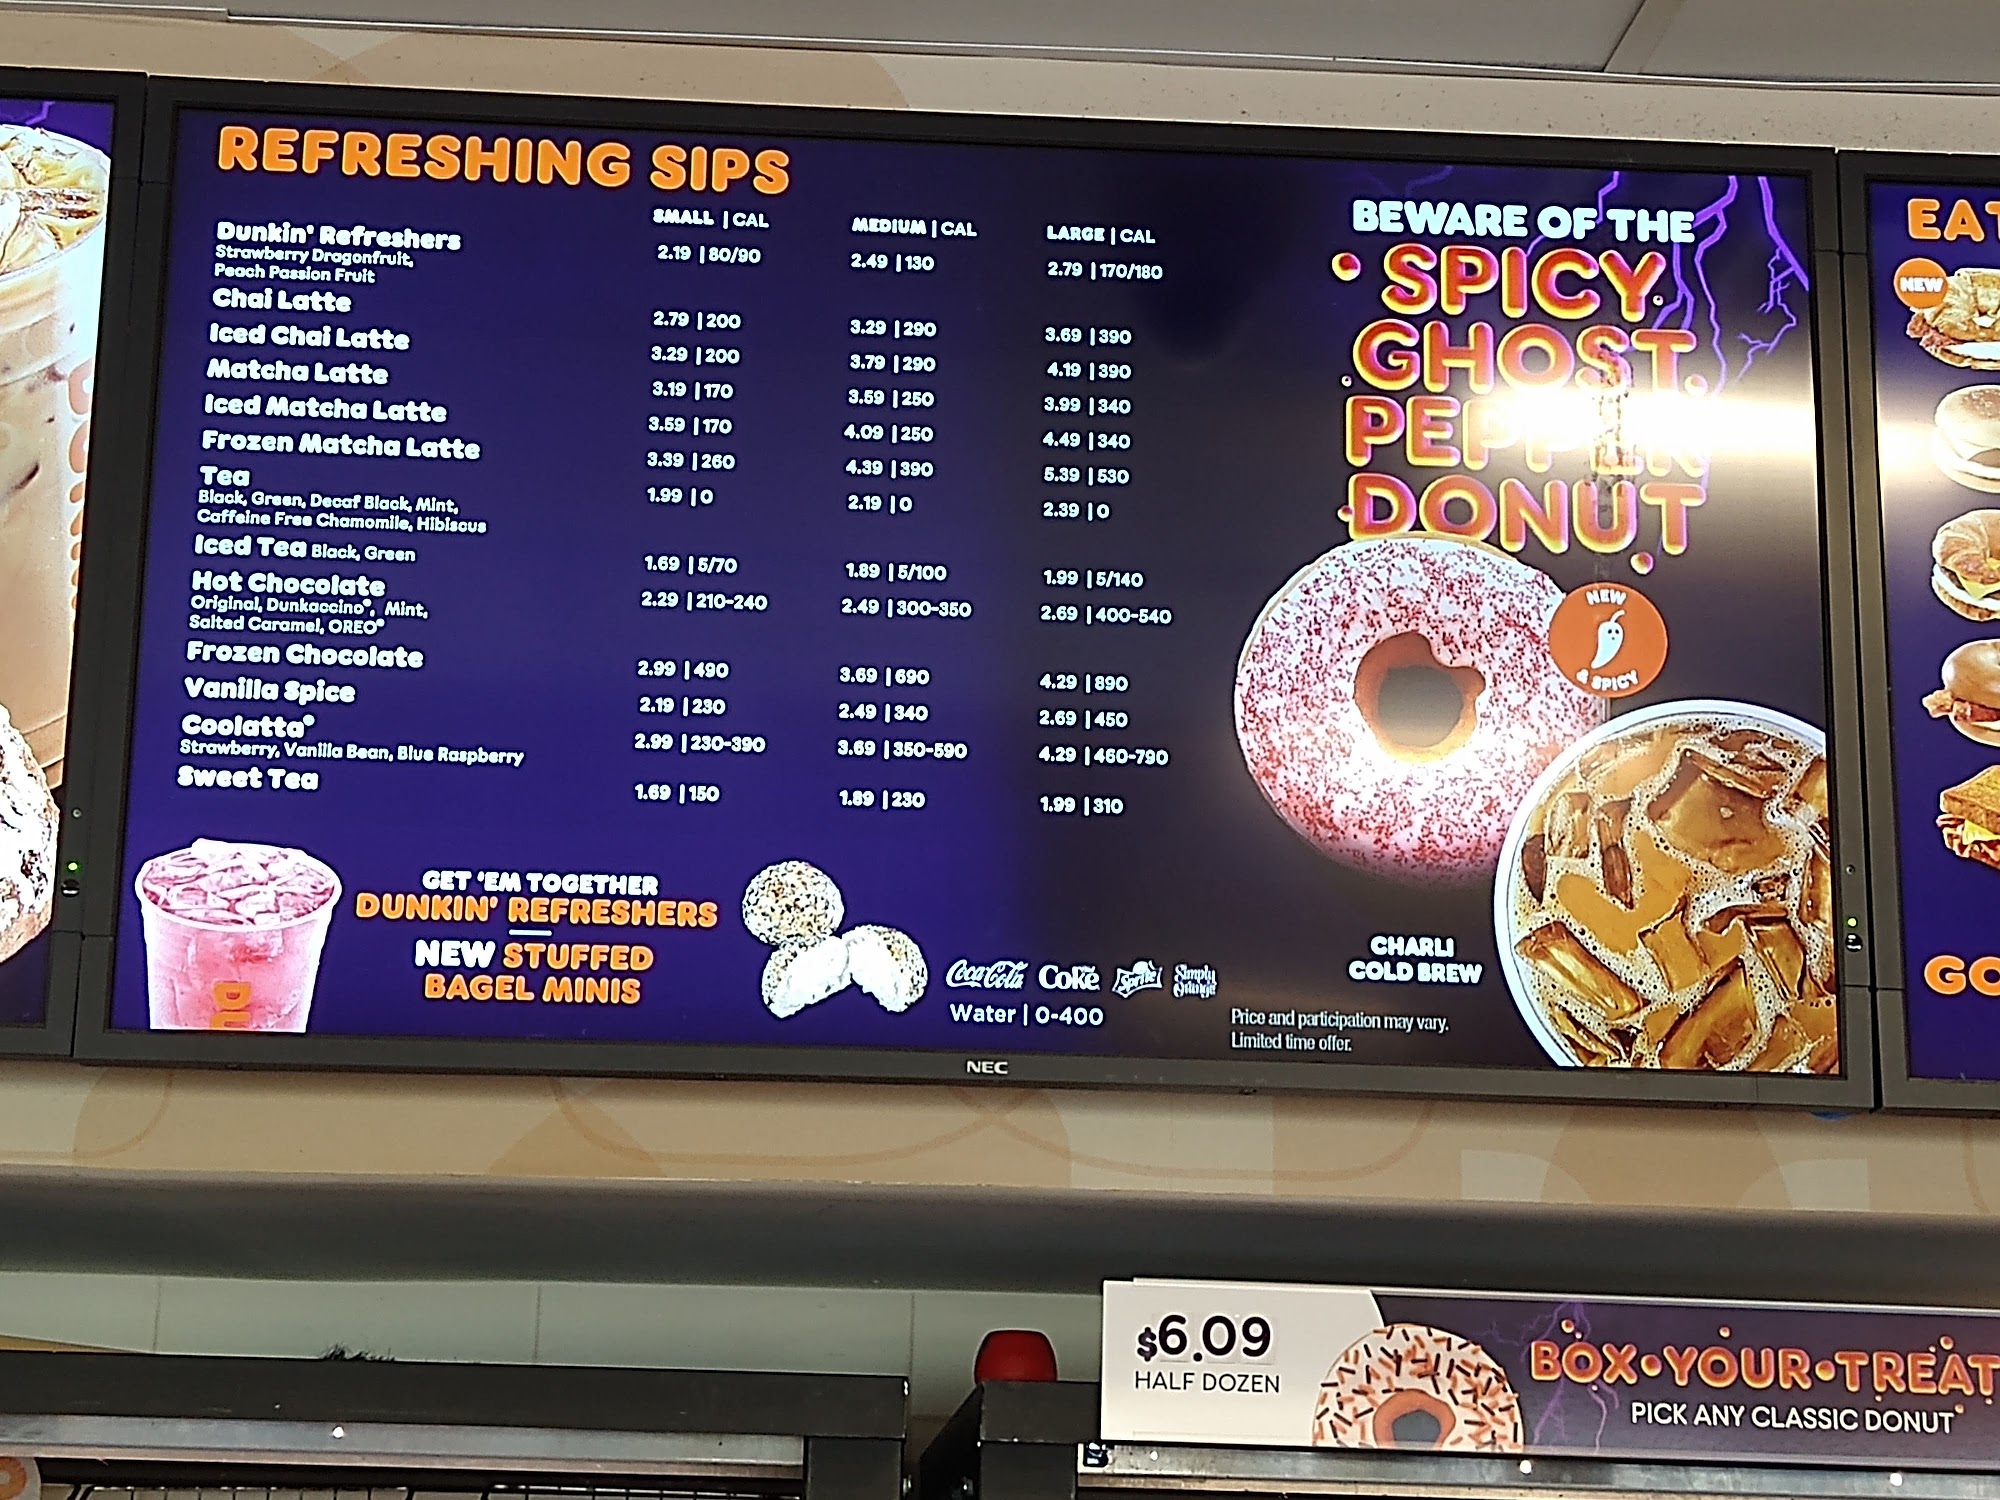 REFRESHING SIPS
SMALL | CAL MEDIUM | CAL LARGE | CAL
Dunkin' Refreshers 2.19 | 80/90 2.49 | 130 2.79 | 170/180
Strawberry Dragonfruit,
Peach Passion Fruit
Chai Latte 2.79 | 200 3.29 | 290 3.69 | 390
Iced Chai Latte 3.29 | 200 3.79 | 290 4.19 | 390
Matcha Latte 3.19 | 170 3.59 | 250 3.99 | 340
Iced Matcha Latte 3.59 | 170 4.09 | 250 4.49 | 340
Frozen Matcha Latte 3.39 | 260 4.39 | 390 5.39 | 530
Tea 1.99 | 0 2.19 | 0 2.39 | 0
Black, Green, Decaf Black, Mint,
Caffeine Free Chamomile, Hibiscus
Iced Tea Black, Green 1.69 | 5/70 1.89 | 5/100 1.99 | 5/140
Hot Chocolate 2.29 | 210-240 2.49 | 300-350 2.69 | 400-540
Original, Dunkaccino®, Mint,
Salted Caramel, OREO®
Frozen Chocolate 2.99 | 490 3.69 | 690 4.29 | 890
Vanilla Spice 2.19 | 230 2.49 | 340 2.69 | 450
Coolatta® 2.99 | 230-390 3.69 | 350-590 4.29 | 460-790
Strawberry, Vanilla Bean, Blue Raspberry
Sweet Tea 1.69 | 150 1.89 | 230 1.99 | 310
GET 'EM TOGETHER
DUNKIN' REFRESHERS
NEW STUFFED
BAGEL MINIS
Coca-Cola Coke Sprite Simply Orange
Water | 0-400
BEWARE OF THE
SPICY
GHOST
PEPPER
DONUT
NEW
& SPICY
CHARLI
COLD BREW
Price and participation may vary.
Limited time offer.
NEC
EAT
NEW
GO
$6.09
HALF DOZEN
BOX•YOUR•TREAT
PICK ANY CLASSIC DONUT*